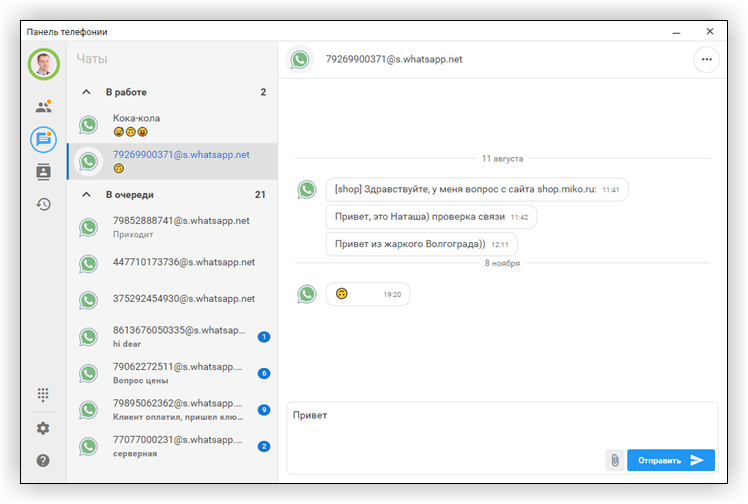 Панель телефонии
Чаты
В работе 2
Кока-кола
😅🙃😛
79269900371@s.whatsapp.net
🙃
В очереди 21
79852888741@s.whatsapp.net
Приходит
447710173736@s.whatsapp.net
375292454930@s.whatsapp.net
8613676050335@s.whatsap...
hi dear 1
79062272511@s.whatsapp....
Вопрос цены 6
79895062362@s.whatsapp....
Клиент оплатил, пришел клю... 9
77077000231@s.whatsapp....
серверная 2
79269900371@s.whatsapp.net
11 августа
[shop] Здравствуйте, у меня вопрос с сайта shop.miko.ru: 11:41
Привет, это Наташа) проверка связи 11:42
Привет из жаркого Волгограда)) 12:11
8 ноября
🙃 19:20
Привет
Отправить